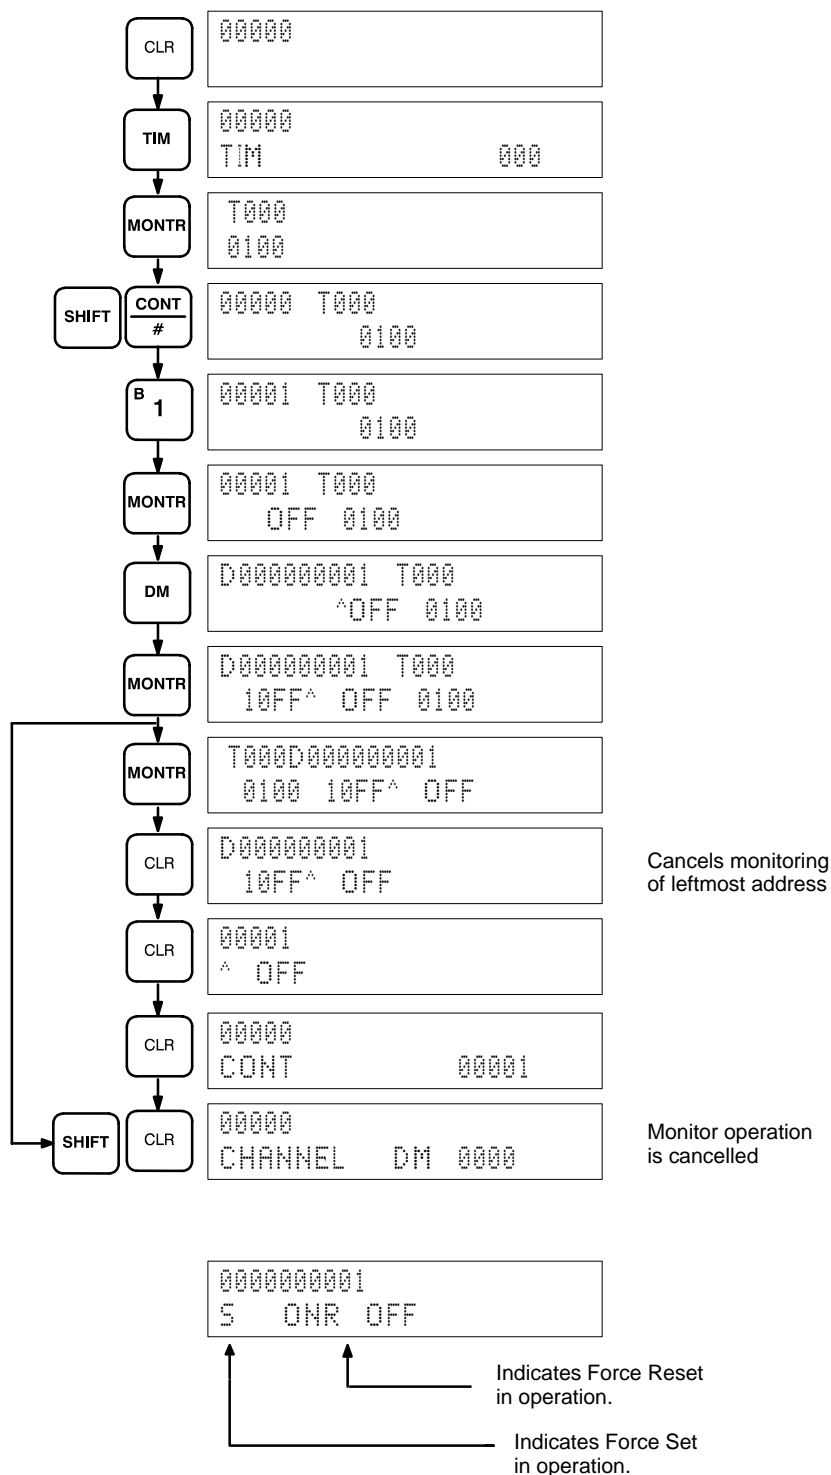 CLR
00000
TIM
00000
TIM 000
MONTR
T000
0100
SHIFT
CONT
#
00000 T000
0100
B
1
00001 T000
0100
MONTR
00001 T000
OFF 0100
DM
D000000001 T000
^OFF 0100
MONTR
D000000001 T000
10FF^ OFF 0100
MONTR
T000D000000001
0100 10FF^ OFF
CLR
D000000001
10FF^ OFF
Cancels monitoring
of leftmost address
CLR
00001
^ OFF
CLR
00000
CONT 00001
SHIFT
CLR
00000
CHANNEL DM 0000
Monitor operation
is cancelled
0000000001
S ONR OFF
Indicates Force Reset
in operation.
Indicates Force Set
in operation.